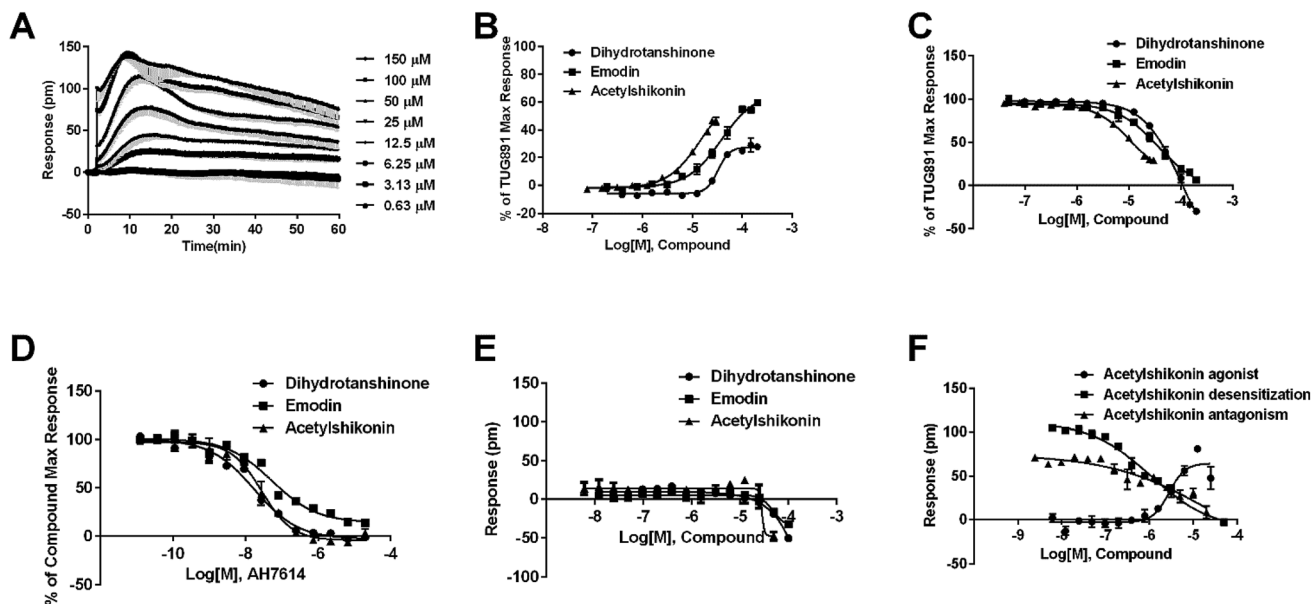 A
Response (pm)
150
100
50
0
-50
0
10
20
30
40
50
60
Time(min)
150 μM
100 μM
50 μM
25 μM
12.5 μM
6.25 μM
3.13 μM
0.63 μM
B
Dihydrotanshinone
Emodin
Acetylshikonin
% of TUG891 Max Response
80
60
40
20
0
-20
-8
-7
-6
-5
-4
-3
Log[M], Compound
C
Dihydrotanshinone
Emodin
Acetylshikonin
% of TUG891 Max Response
150
100
50
0
-50
-7
-6
-5
-4
-3
Log[M], Compound
D
Dihydrotanshinone
Emodin
Acetylshikonin
% of Compound Max Response
150
100
50
0
50
-10
-8
-6
-4
Log[M], AH7614
E
Dihydrotanshinone
Emodin
Acetylshikonin
Response (pm)
150
100
50
0
-50
-100
-8
-7
-6
-5
-4
-3
Log[M], Compound
F
Acetylshikonin agonist
Acetylshikonin desensitization
Acetylshikonin antagonism
Response (pm)
150
100
50
0
-50
-9
-8
-7
-6
-5
-4
Log[M], Compound